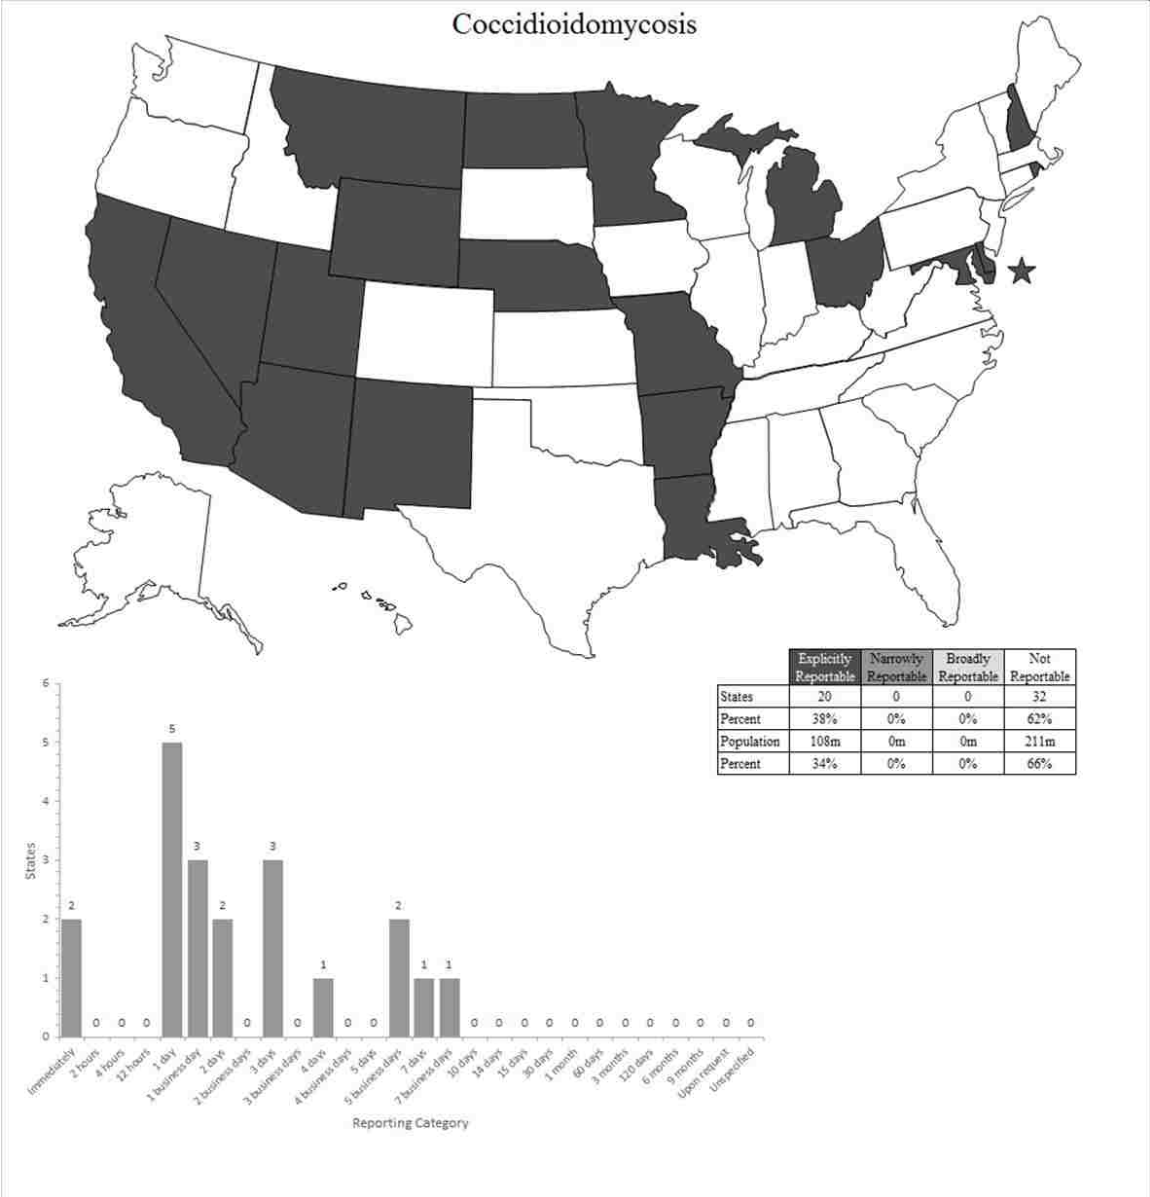 Coccidioidomycosis
Explicitly Reportable Narrowly Reportable Broadly Reportable Not Reportable
States 20 0 0 32
Percent 38% 0% 0% 62%
Population 108m 0m 0m 211m
Percent 34% 0% 0% 66%
6
5
4
3
2
1
0
States
2 0 0 0 5 3 2 0 3 0 1 0 0 2 1 1 0 0 0 0 0 0 0 0 0 0 0 0
Immediately
2 hours
4 hours
12 hours
1 day
1 business day
2 days
2 business days
3 days
3 business days
4 days
4 business days
5 days
5 business days
7 days
7 business days
10 days
14 days
15 days
30 days
1 month
60 days
3 months
120 days
6 months
9 months
Upon request
Unspecified
Reporting Category